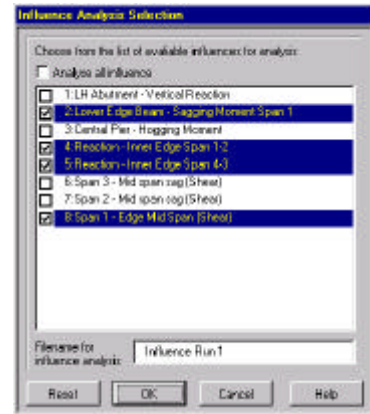 Influence Analysis Selection
Choose from the list of available influences for analysis:
Analyse all influence
1:LH Abutment - Vertical Reaction
2:Lower Edge Beam - Sagging Moment Span 1
3:Central Pier - Hogging Moment
4:Reaction - Inner Edge Span 1-2
5:Reaction - Inner Edge Span 4-3
6:Span 3 - Mid span sag (Shear)
7:Span 2 - Mid span sag (Shear)
8:Span 1 - Edge Mid Span (Shear)
Filename for
influence analysis:
Influence Run 1
Reset
OK
Cancel
Help